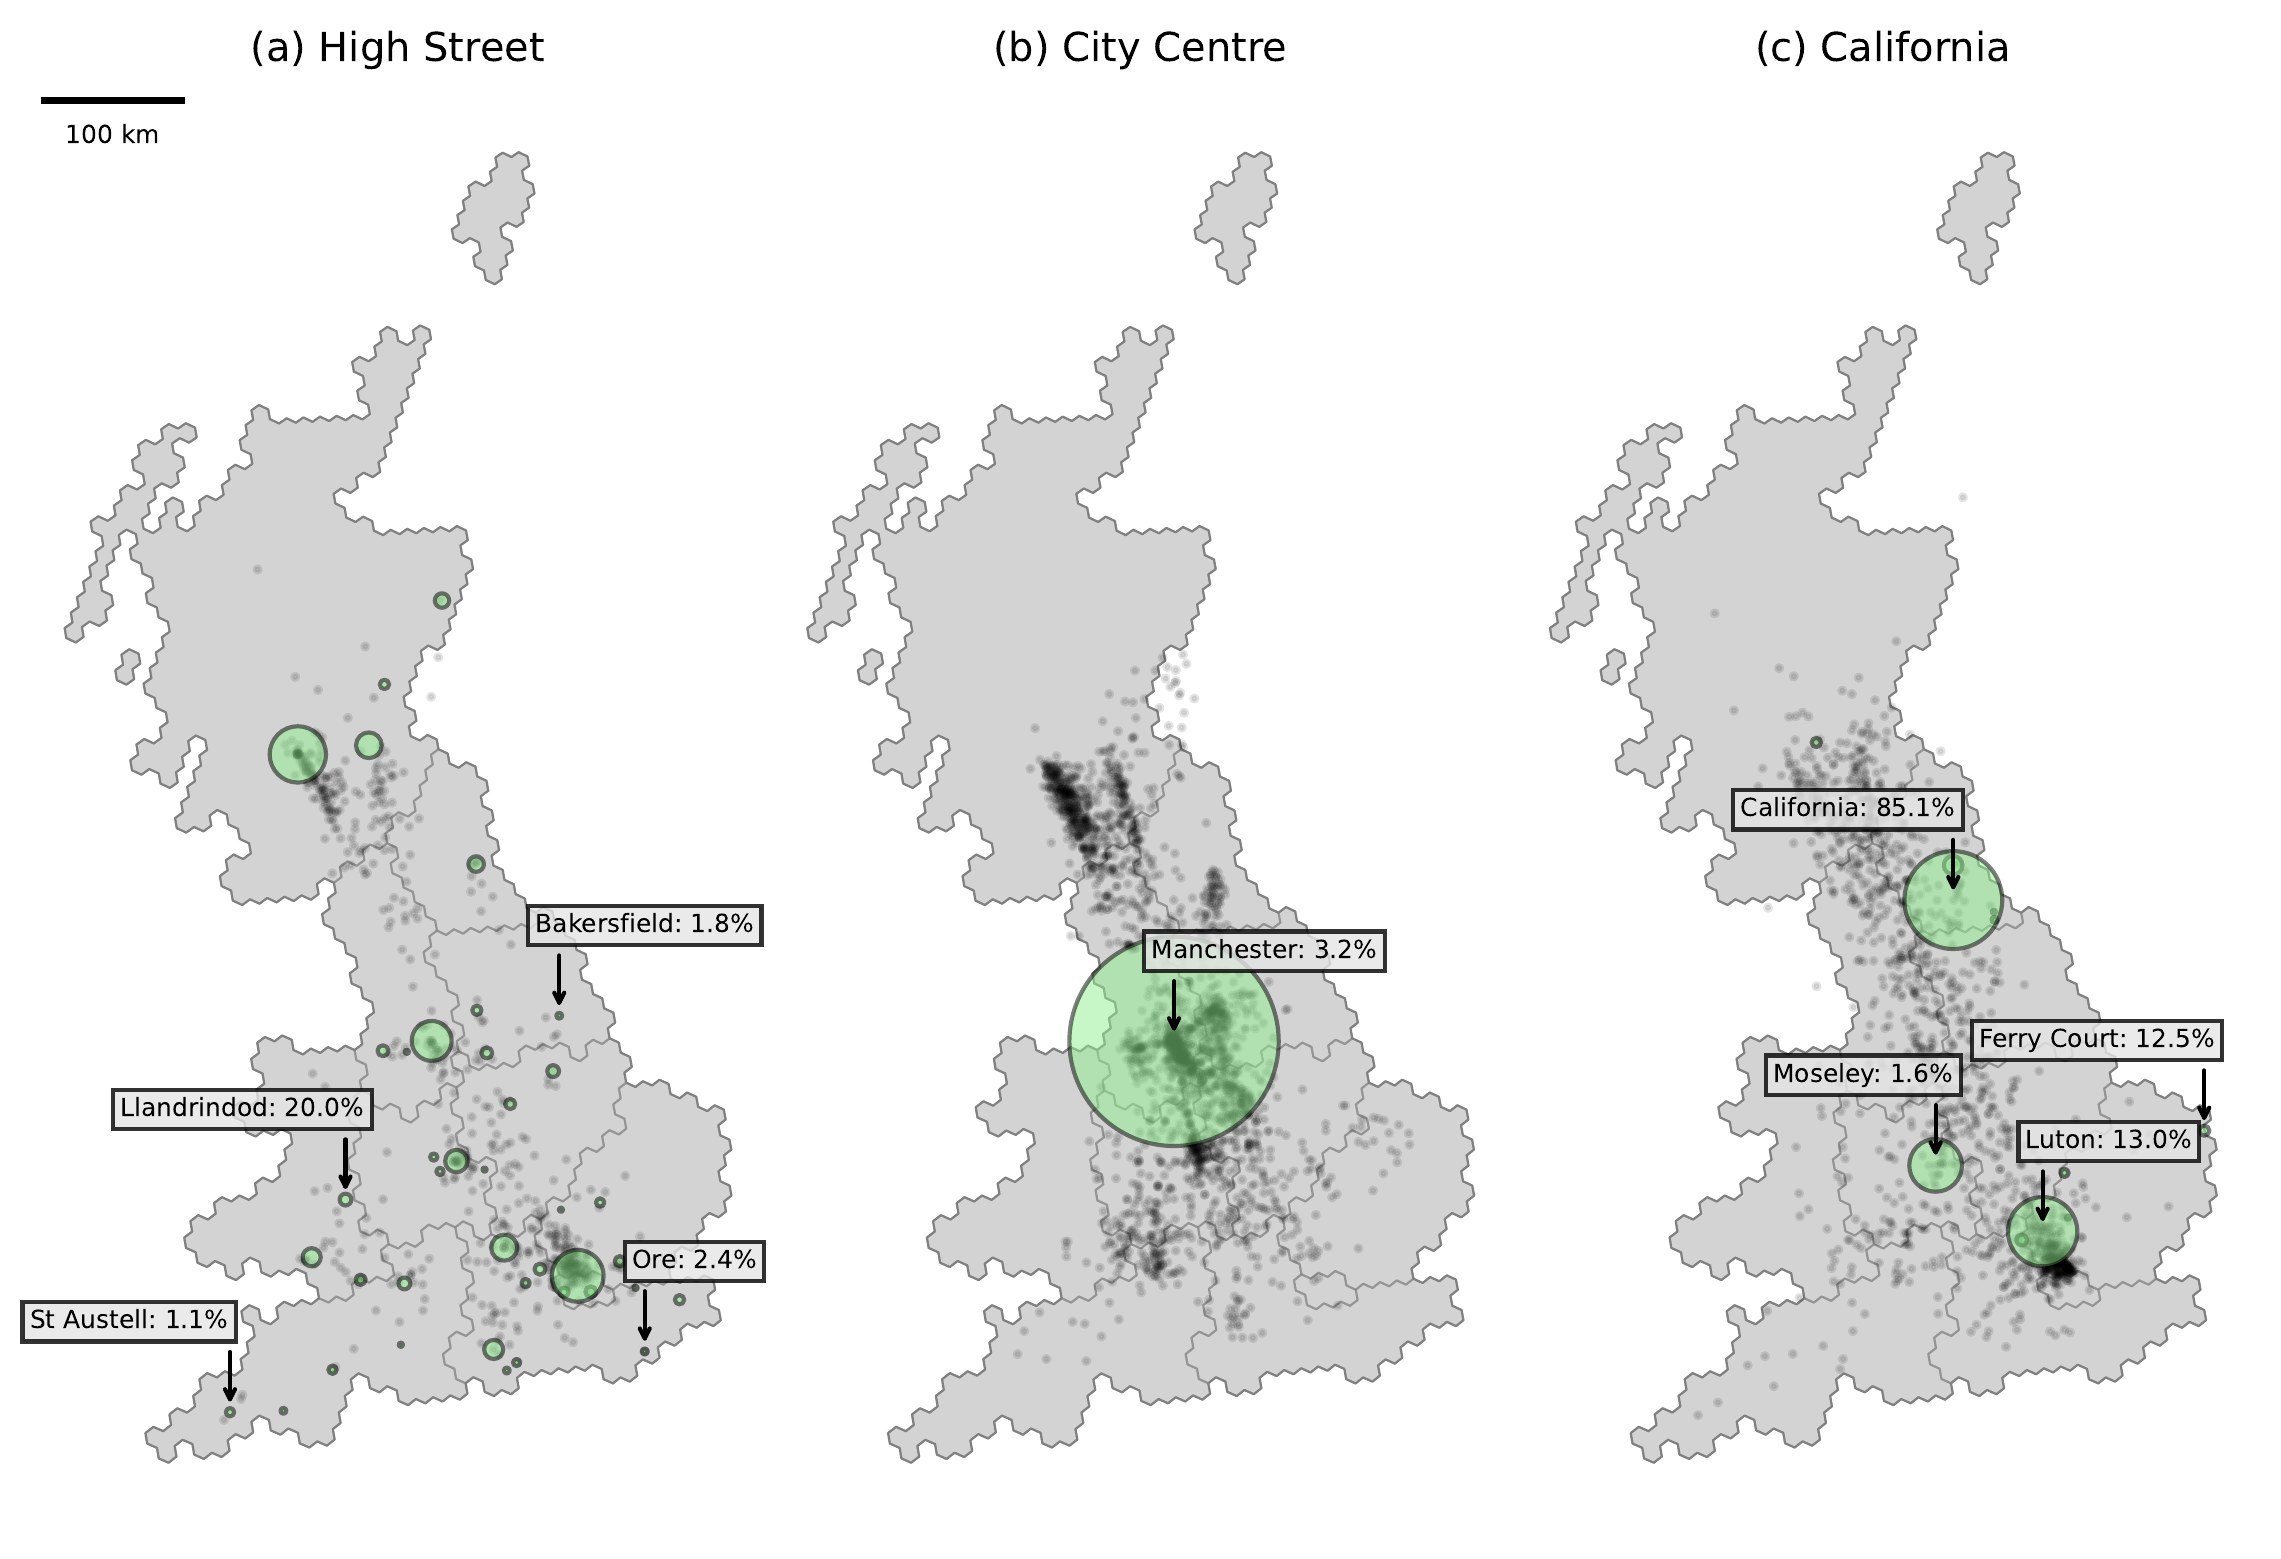 (a) High Street
(b) City Centre
(c) California
100 km
Bakersfield: 1.8%
Llandrindod: 20.0%
Ore: 2.4%
St Austell: 1.1%
Manchester: 3.2%
California: 85.1%
Ferry Court: 12.5%
Moseley: 1.6%
Luton: 13.0%